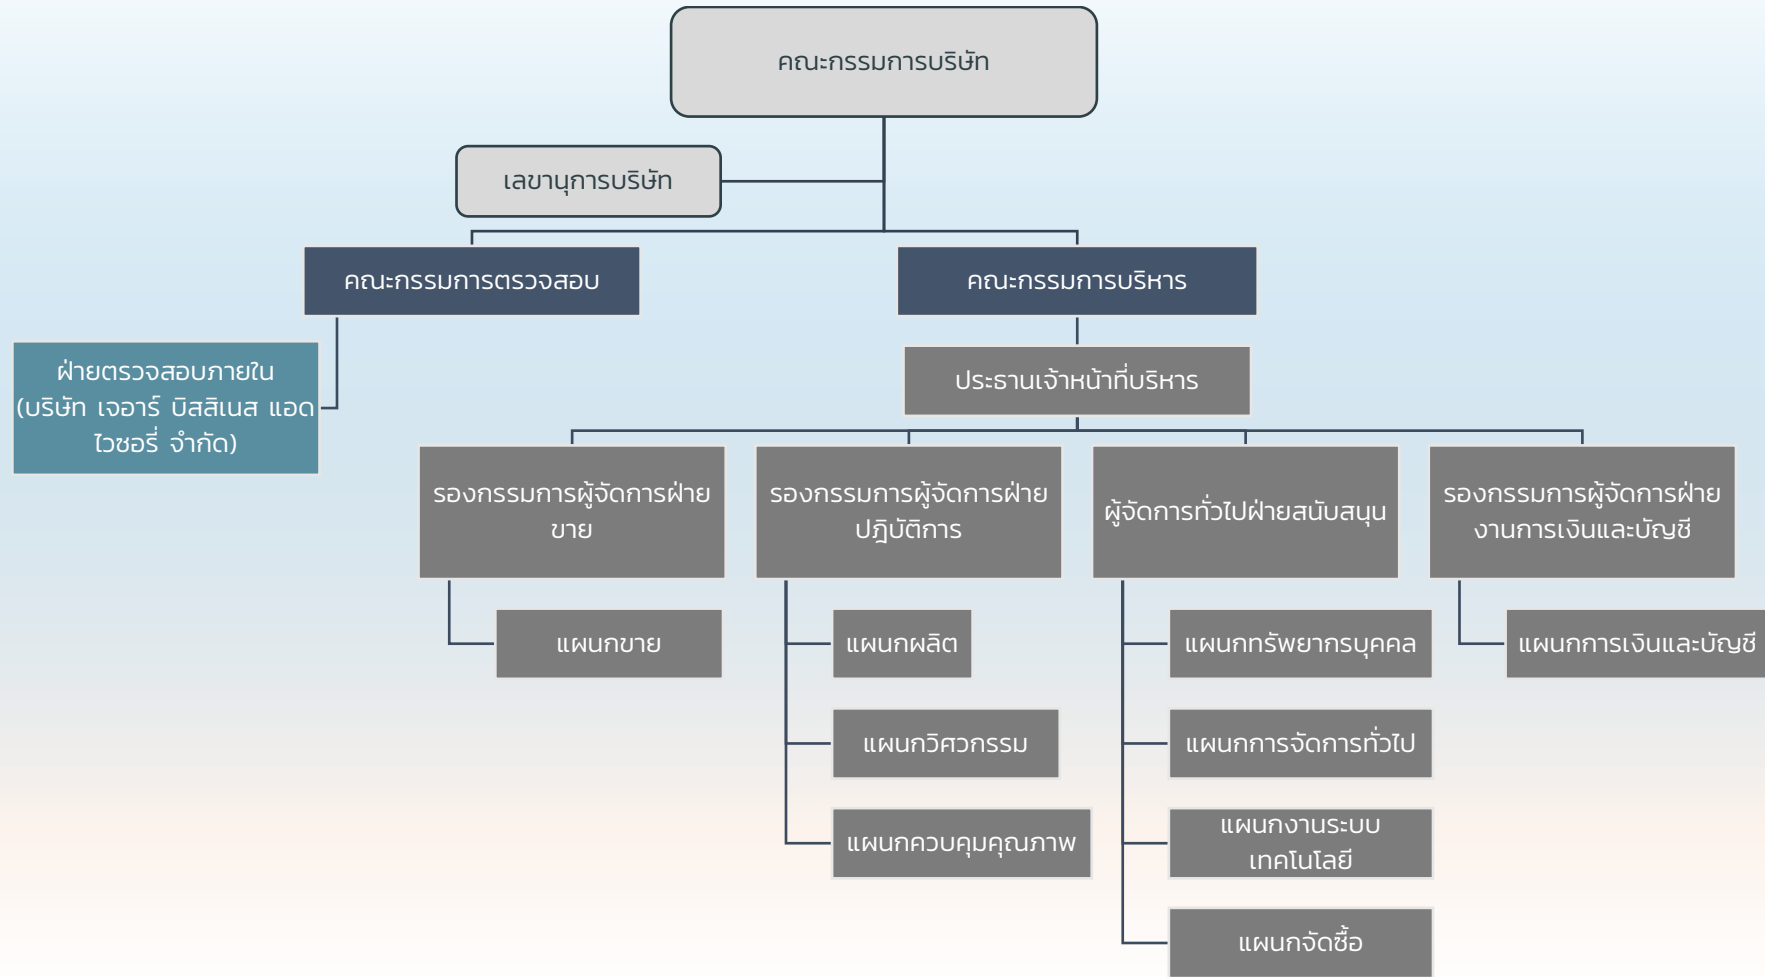 คณะกรรมการบริษัท
เลขานุการบริษัท
คณะกรรมการตรวจสอบ
คณะกรรมการบริหาร
ฝ่ายตรวจสอบภายใน
(บริษัท เจอาร์ บิสสิเนส แอด
ไวซอรี่ จำกัด)
ประธานเจ้าหน้าที่บริหาร
รองกรรมการผู้จัดการฝ่าย
ขาย
รองกรรมการผู้จัดการฝ่าย
ปฎิบัติการ
ผู้จัดการทั่วไปฝ่ายสนับสนุน
รองกรรมการผู้จัดการฝ่าย
งานการเงินและบัญชี
แผนกขาย
แผนกผลิต
แผนกทรัพยากรบุคคล
แผนกการเงินและบัญชี
แผนกวิศวกรรม
แผนกการจัดการทั่วไป
แผนกควบคุมคุณภาพ
แผนกงานระบบ
เทคโนโลยี
แผนกจัดซื้อ